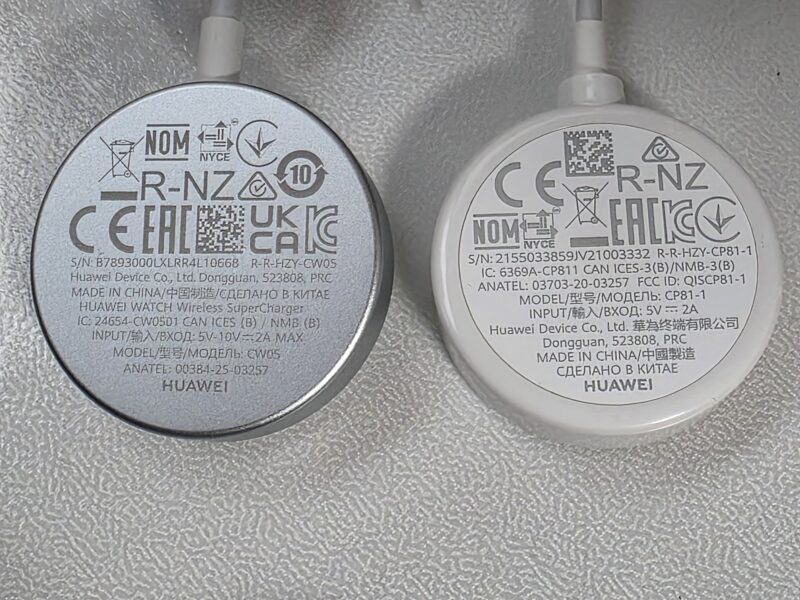 NOM
NYCE
10
R-NZ
CE EAC UK CA KC
S/N: B7893000LXLRR4L10668 R-R-HZY-CW05
Huawei Device Co., Ltd. Dongguan, 523808, PRC
MADE IN CHINA/中国制造/СДЕЛАНО В КИТАЕ
HUAWEI WATCH Wireless SuperCharger
IC: 24654-CW05D1 CAN ICES (B) / NMB (B)
INPUT/输入/ВХОД: 5V-10V⎓2A MAX
MODEL/型号/МОДЕЛЬ: CW05
ANATEL: 00384-25-03257
HUAWEI
CE
R-NZ
NOM
NYCE
EAC KC
S/N: 2155033859JV21003332 R-R-HZY-CP81-1
IC: 6369A-CP811 CAN ICES-3(B)/NMB-3(B)
ANATEL: 03703-20-03257 FCC ID: QISCP81-1
MODEL/型号/МОДЕЛЬ: CP81-1
INPUT/输入/ВХОД: 5V⎓2A
Huawei Device Co., Ltd. 華為终端有限公司
Dongguan, 523808, PRC
MADE IN CHINA/中國製造
СДЕЛАНО В КИТАЕ
HUAWEI